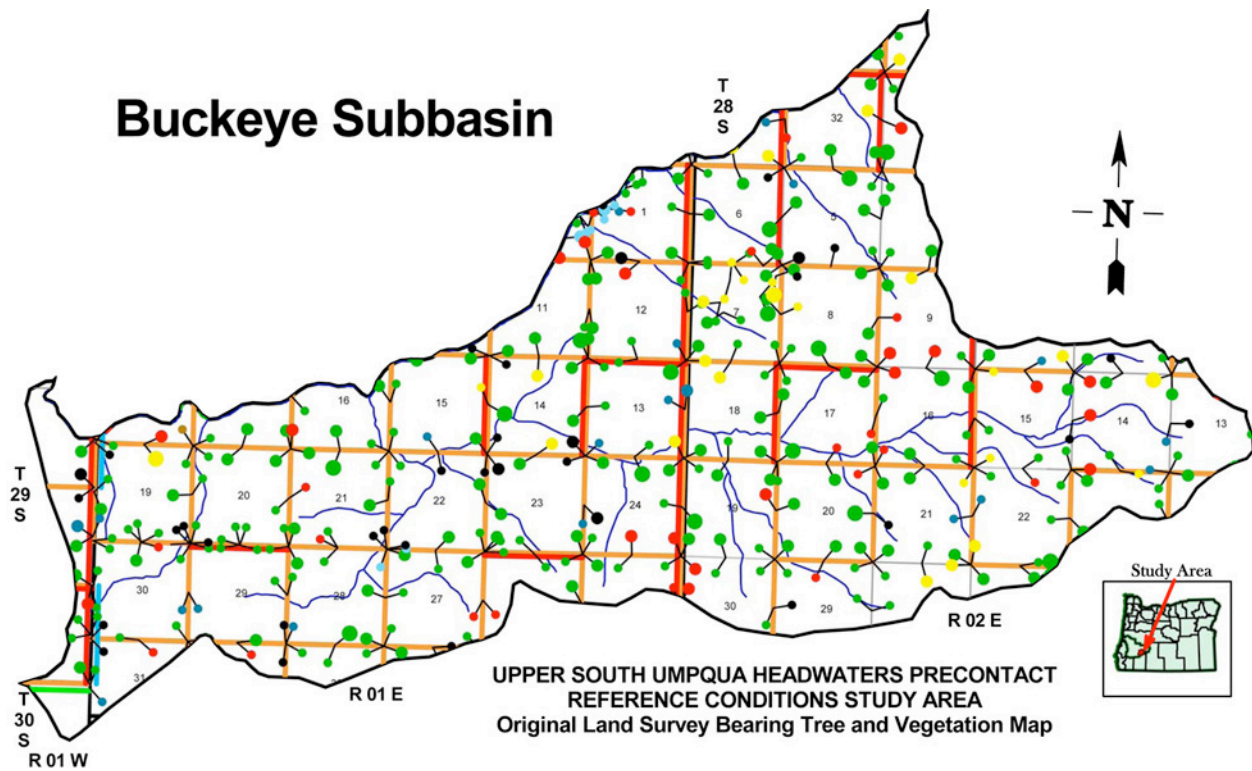 Buckeye Subbasin
T
28
S
32
1
6
5
N
11
12
7
8
9
16
15
14
13
18
17
16
15
14
13
T
29
S
19
20
21
22
23
24
19
20
21
22
30
29
28
27
30
29
31
R 02 E
R 01 E
T
30
S
R 01 W
Study Area
UPPER SOUTH UMPQUA HEADWATERS PRECONTACT
REFERENCE CONDITIONS STUDY AREA
Original Land Survey Bearing Tree and Vegetation Map